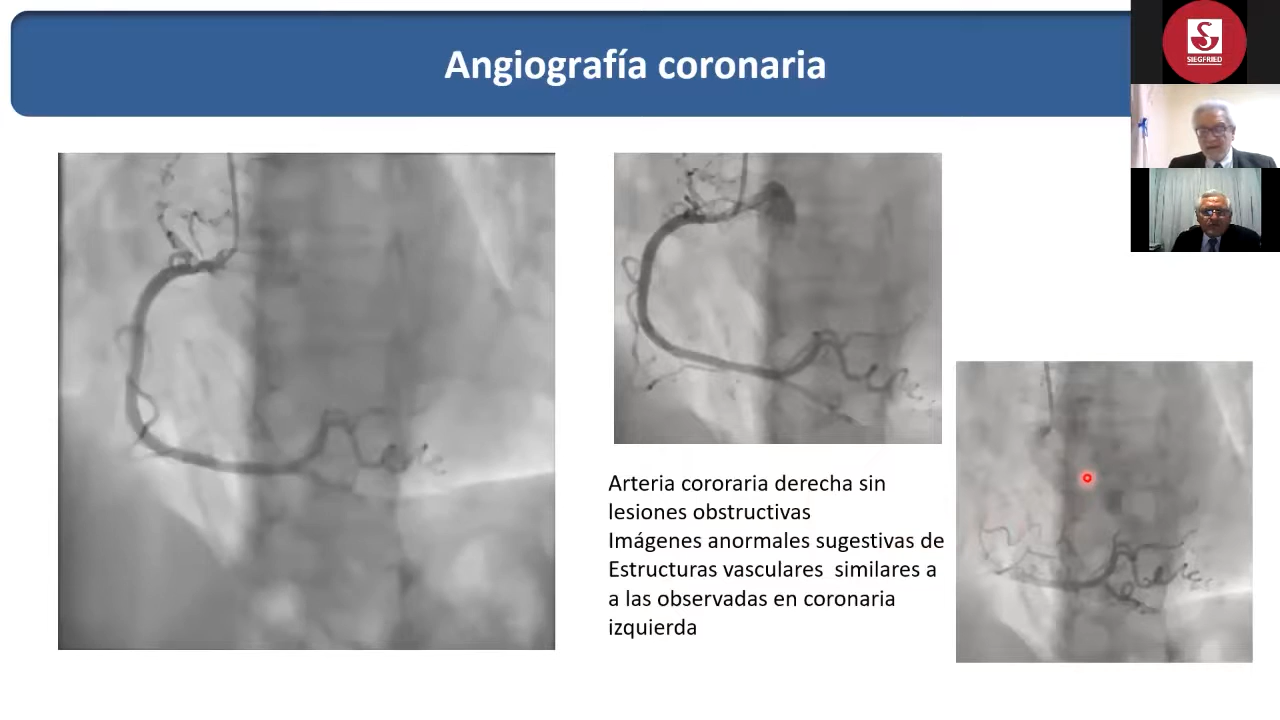 Angiografía coronaria
SIEGFRIED
Arteria cororaria derecha sin
lesiones obstructivas
Imágenes anormales sugestivas de
Estructuras vasculares similares a
a las observadas en coronaria
izquierda